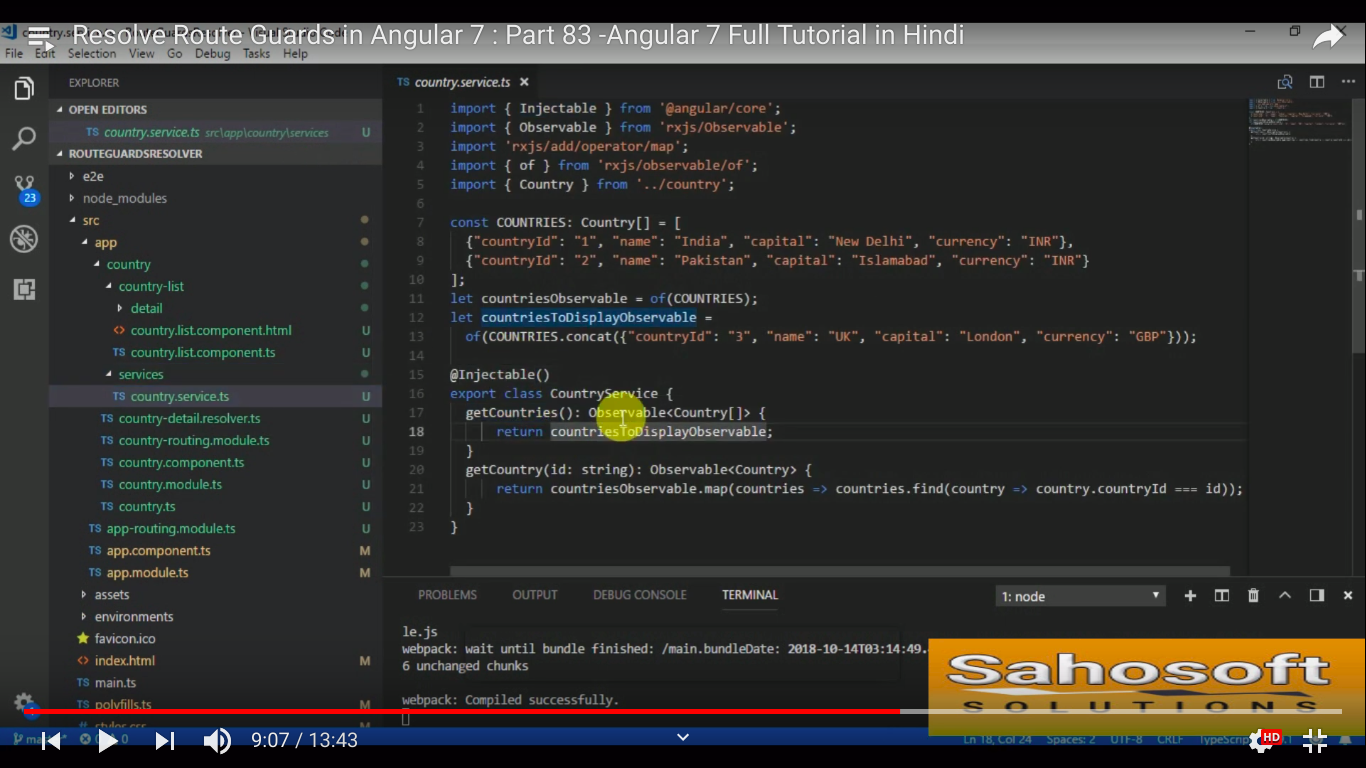 Resolve Route Guards in Angular 7 : Part 83 -Angular 7 Full Tutorial in Hindi
File Edit Selection View Go Debug Tasks Help
EXPLORER
OPEN EDITORS
TS country.service.ts src\app\country\services U
ROUTEGUARDSRESOLVER
e2e
node_modules
src
app
country
country-list
detail
<> country.list.component.html U
TS country.list.component.ts U
services
TS country.service.ts U
TS country-detail.resolver.ts U
TS country-routing.module.ts U
TS country.component.ts U
TS country.module.ts U
TS country.ts U
TS app-routing.module.ts U
TS app.component.ts M
TS app.module.ts M
assets
environments
favicon.ico
<> index.html M
TS main.ts
TS polyfills.ts M
styles.css M
23
TS country.service.ts ×
1 import { Injectable } from '@angular/core';
2 import { Observable } from 'rxjs/Observable';
3 import 'rxjs/add/operator/map';
4 import { of } from 'rxjs/observable/of';
5 import { Country } from '../country';
6
7 const COUNTRIES: Country[] = [
8 {"countryId": "1", "name": "India", "capital": "New Delhi", "currency": "INR"},
9 {"countryId": "2", "name": "Pakistan", "capital": "Islamabad", "currency": "INR"}
10 ];
11 let countriesObservable = of(COUNTRIES);
12 let countriesToDisplayObservable =
13 of(COUNTRIES.concat({"countryId": "3", "name": "UK", "capital": "London", "currency": "GBP"}));
14
15 @Injectable()
16 export class CountryService {
17 getCountries(): Observable<Country[]> {
18 return countriesToDisplayObservable;
19 }
20 getCountry(id: string): Observable<Country> {
21 return countriesObservable.map(countries => countries.find(country => country.countryId === id));
22 }
23 }
PROBLEMS OUTPUT DEBUG CONSOLE TERMINAL 1: node
le.js
webpack: wait until bundle finished: /main.bundleDate: 2018-10-14T03:14:49.
6 unchanged chunks
webpack: Compiled successfully.
Sahosoft
SOLUTIONS
9:07 / 13:43
HD
Ln 18, Col 24 Spaces: 2 UTF-8 CRLF